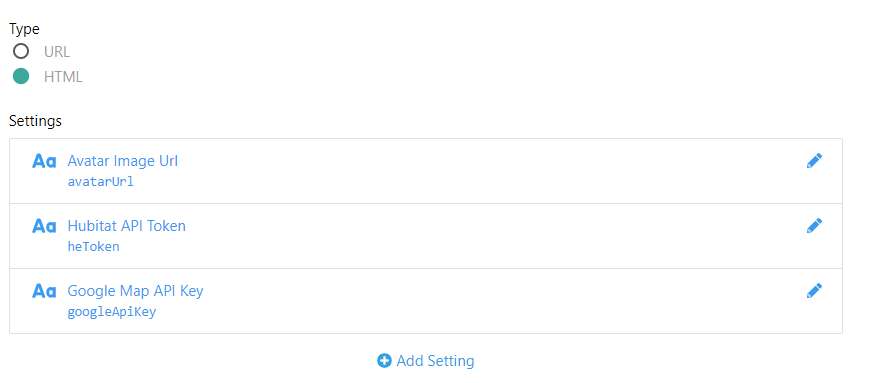 Type
URL
HTML
Settings
Aa Avatar Image Url
avatarUrl
Aa Hubitat API Token
heToken
Aa Google Map API Key
googleApiKey
Add Setting